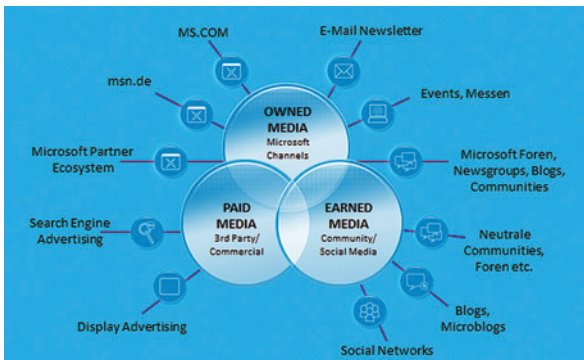 MS.COM
E-Mail Newsletter
msn.de
Events, Messen
OWNED
MEDIA
Microsoft
Channels
Microsoft Partner
Ecosystem
Microsoft Foren,
Newsgroups, Blogs,
Communities
PAID
MEDIA
3rd Party/
Commercial
EARNED
MEDIA
Community/
Social Media
Search Engine
Advertising
Neutrale
Communities,
Foren etc.
Display Advertising
Blogs,
Microblogs
Social Networks